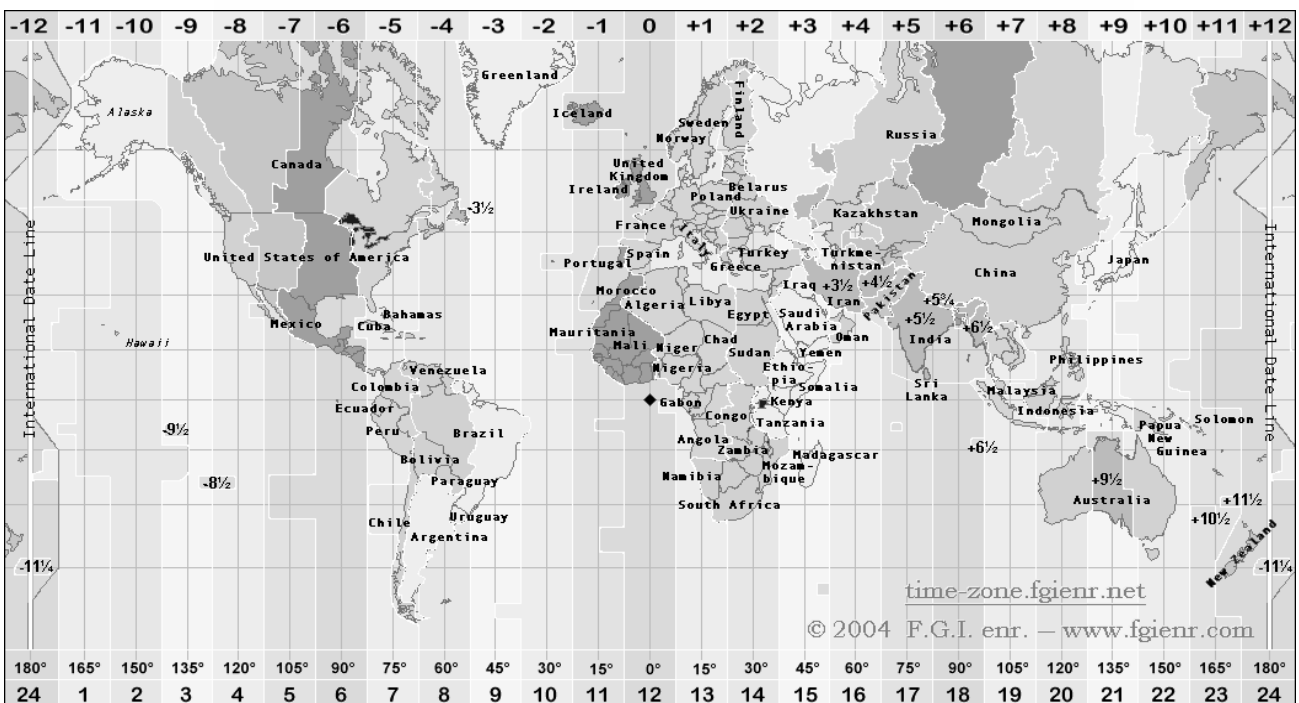 -12 -11 -10 -9 -8 -7 -6 -5 -4 -3 -2 -1 0 +1 +2 +3 +4 +5 +6 +7 +8 +9 +10 +11 +12
Greenland
Alaska
Iceland
Finland
Sweden
Norway
Russia
Canada
United
Kingdom
Ireland
Belarus
Poland
Ukraine
Kazakhstan
Mongolia
-3½
France
Italy
International Date Line
International Date Line
United States of America
Portugal
Spain
Greece
Turkey
Turkme-
nistan
China
Japan
Iraq
+3½
+4½
Iran
Pakistan
Morocco
Algeria
Libya
Egypt
Saudi
Arabia
Oman
+5¾
+5½
India
+6½
Mexico
Cuba
Bahamas
Hawaii
Mauritania
Mali
Niger
Chad
Sudan
Yemen
Ethio-
pia
Philippines
Venezuela
Colombia
Nigeria
Somalia
Sri
Lanka
Malaysia
Ecuador
Gabon
Kenya
Congo
Indonesia
Tanzania
Papua
New
Guinea
Solomon
-9½
Peru
Brazil
Angola
Zambia
Madagascar
+6½
Bolivia
-8½
Paraguay
Namibia
Mozam-
bique
+9½
Australia
South Africa
+11½
+10½
Chile
Uruguay
Argentina
New Zealand
-11¼
-11¼
time-zone.fgienr.net
© 2004 F.G.I. enr. – www.fgienr.com
180° 165° 150° 135° 120° 105° 90° 75° 60° 45° 30° 15° 0° 15° 30° 45° 60° 75° 90° 105° 120° 135° 150° 165° 180°
24 1 2 3 4 5 6 7 8 9 10 11 12 13 14 15 16 17 18 19 20 21 22 23 24